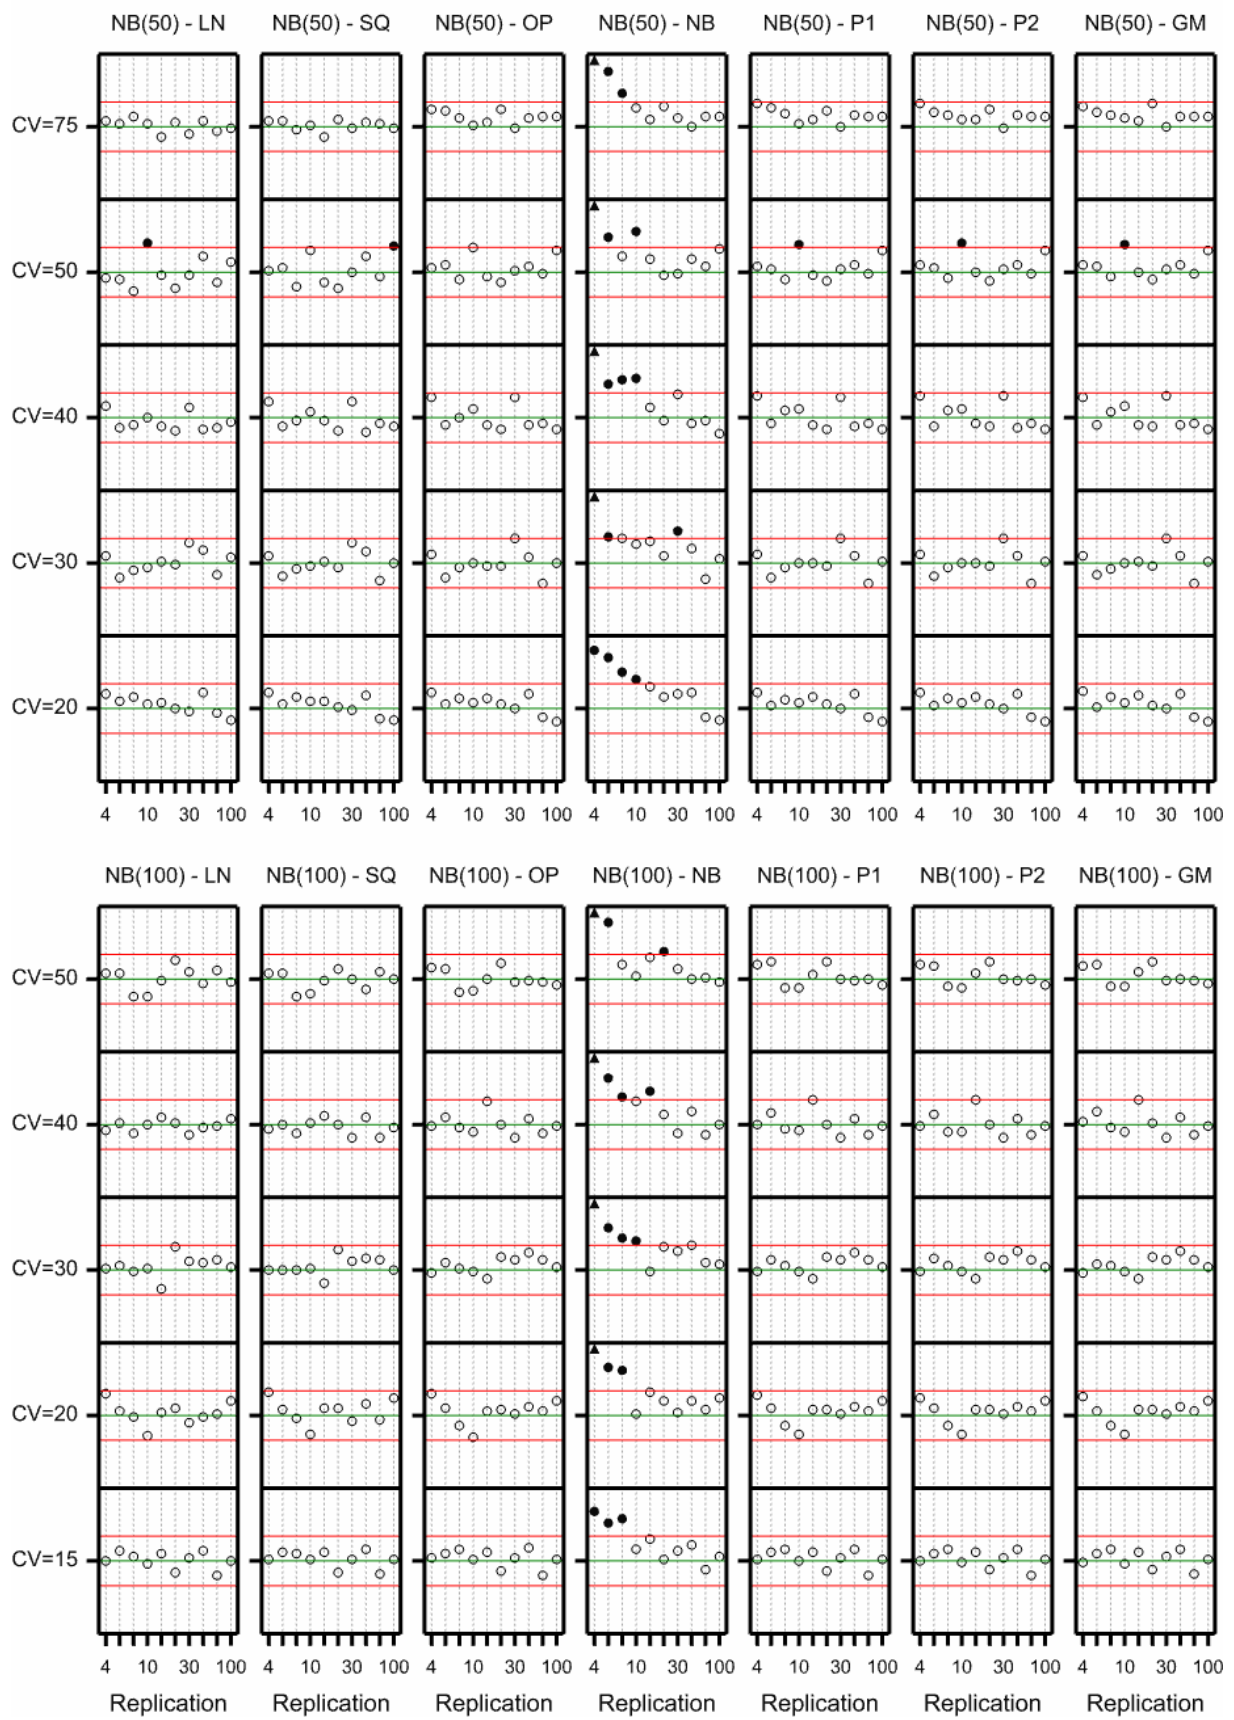 NB(50) - LN NB(50) - SQ NB(50) - OP NB(50) - NB NB(50) - P1 NB(50) - P2 NB(50) - GM
CV=75
CV=50
CV=40
CV=30
CV=20
4 10 30 100 4 10 30 100 4 10 30 100 4 10 30 100 4 10 30 100 4 10 30 100 4 10 30 100
NB(100) - LN NB(100) - SQ NB(100) - OP NB(100) - NB NB(100) - P1 NB(100) - P2 NB(100) - GM
CV=50
CV=40
CV=30
CV=20
CV=15
4 10 30 100 4 10 30 100 4 10 30 100 4 10 30 100 4 10 30 100 4 10 30 100 4 10 30 100
Replication Replication Replication Replication Replication Replication Replication